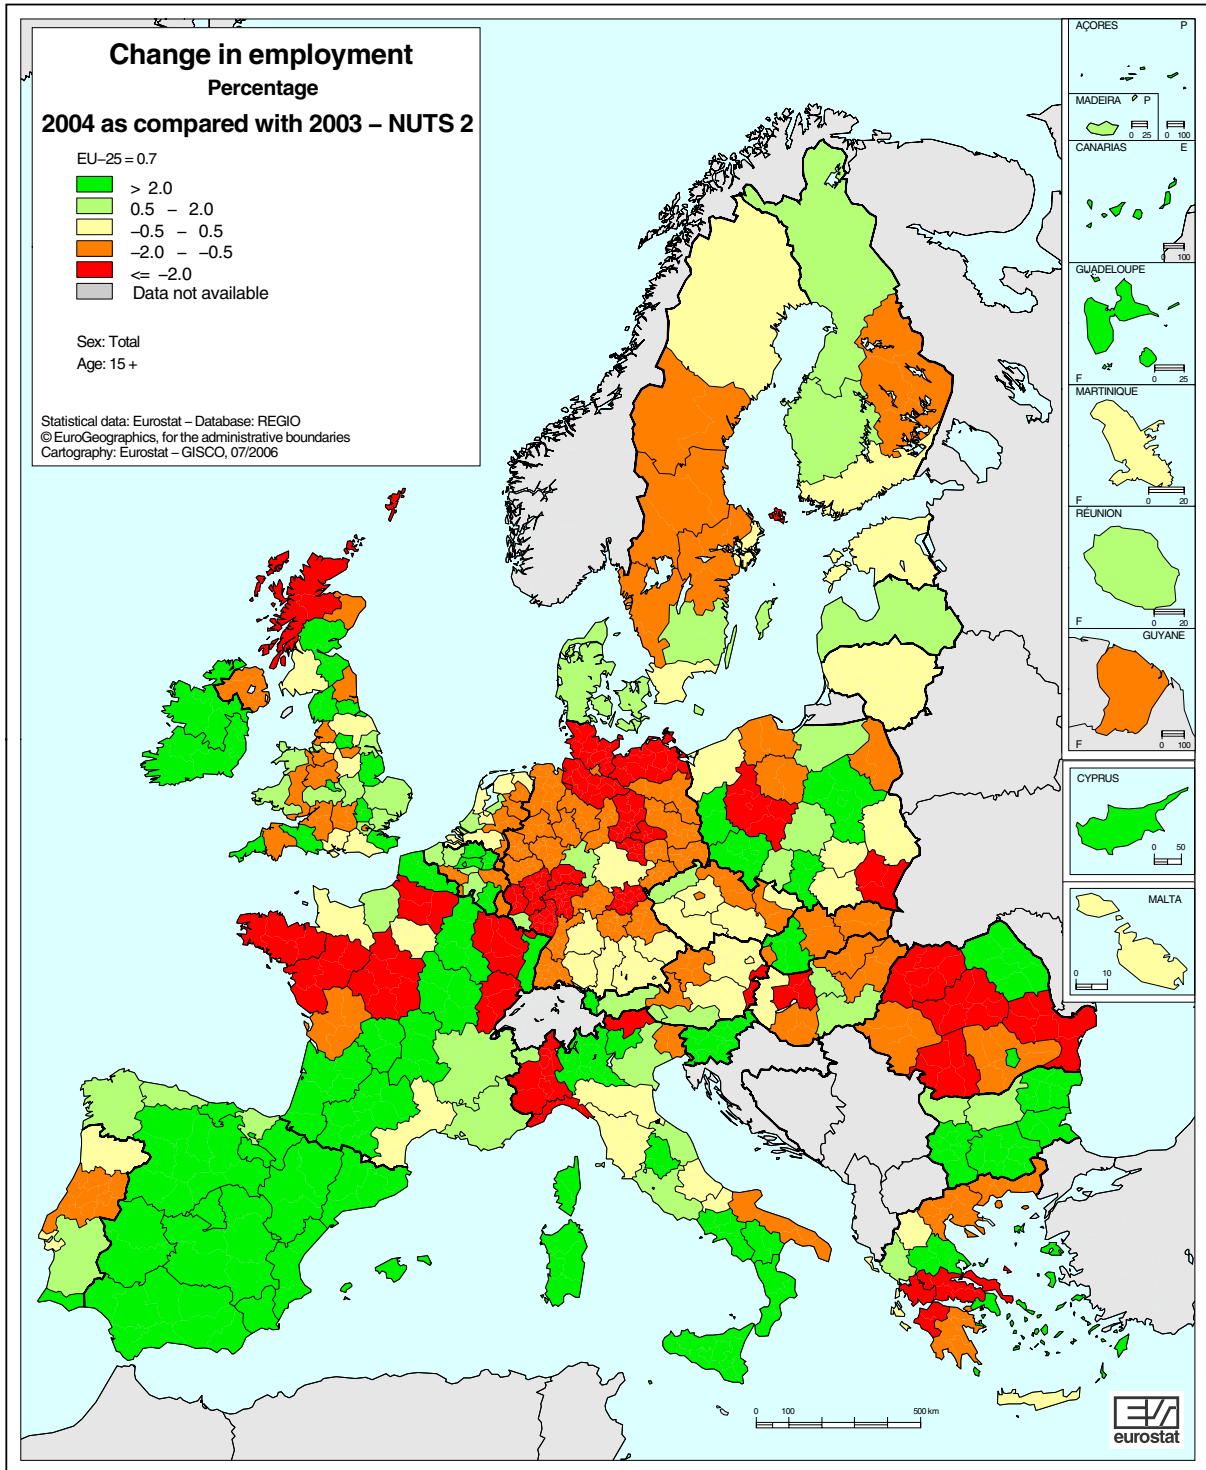 Change in employment
Percentage
2004 as compared with 2003 – NUTS 2
EU–25 = 0.7
> 2.0
0.5 – 2.0
–0.5 – 0.5
–2.0 – –0.5
<= –2.0
Data not available
Sex: Total
Age: 15 +
Statistical data: Eurostat – Database: REGIO
© EuroGeographics, for the administrative boundaries
Cartography: Eurostat – GISCO, 07/2006
AÇORES P
MADEIRA P
0 25 0 100
CANARIAS E
0 100
GUADELOUPE
F 0 25
MARTINIQUE
F 0 20
RÉUNION
F 0 20
GUYANE
F 0 100
CYPRUS
0 50
MALTA
0 10
0 100 500 km
eurostat